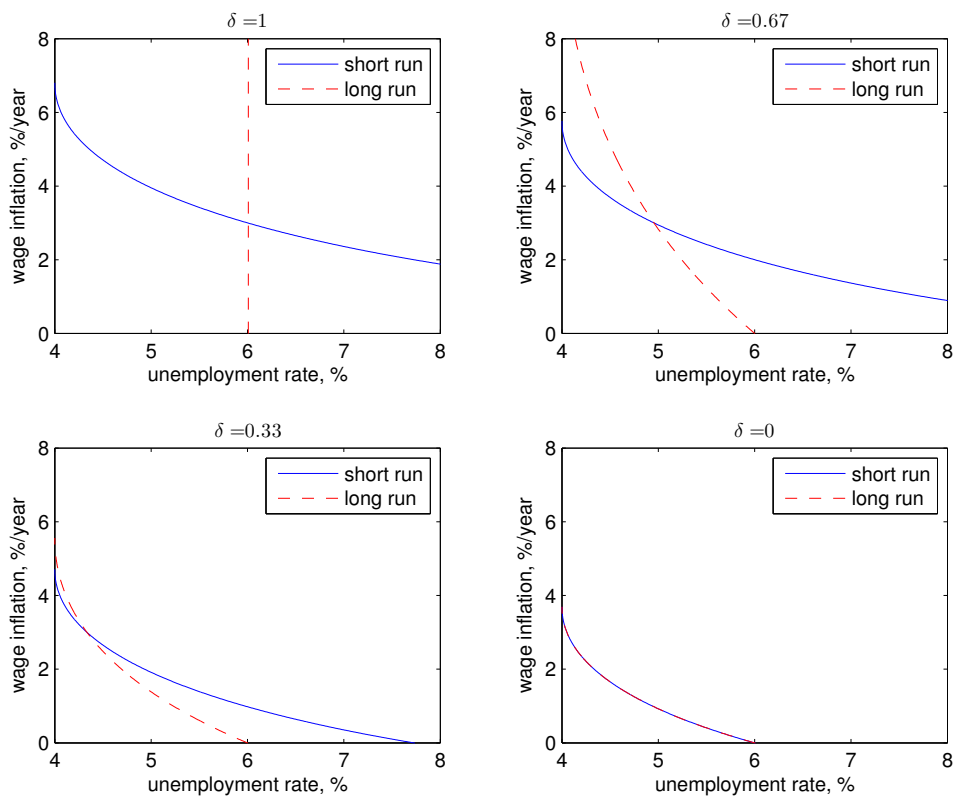 δ =1
8
6
4
2
0
wage inflation, %/year
short run
long run
4 5 6 7 8
unemployment rate, %
δ =0.67
8
6
4
2
0
wage inflation, %/year
short run
long run
4 5 6 7 8
unemployment rate, %
δ =0.33
8
6
4
2
0
wage inflation, %/year
short run
long run
4 5 6 7 8
unemployment rate, %
δ =0
8
6
4
2
0
wage inflation, %/year
short run
long run
4 5 6 7 8
unemployment rate, %